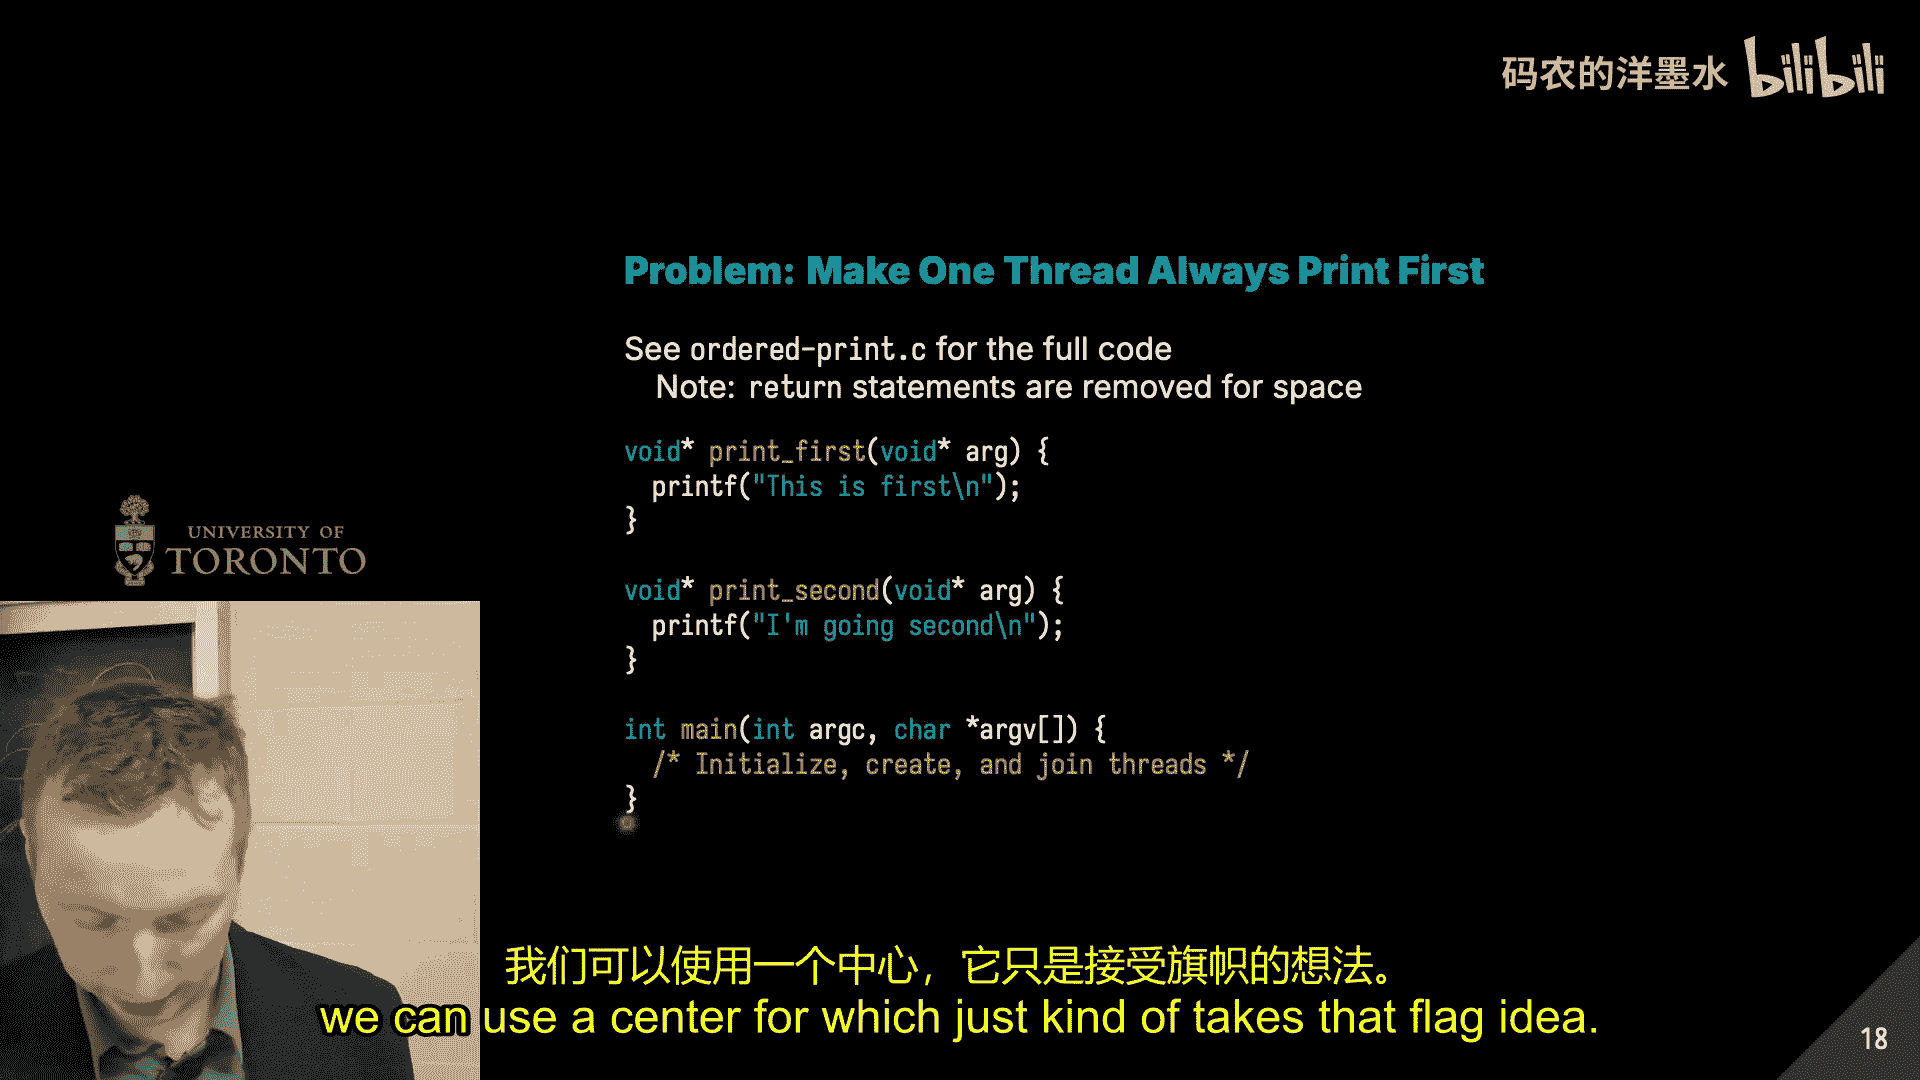 码农的洋墨水 bilibili
Problem: Make One Thread Always Print First
See ordered-print.c for the full code
Note: return statements are removed for space
void* print_first(void* arg) {
printf("This is first\n");
}
void* print_second(void* arg) {
printf("I'm going second\n");
}
int main(int argc, char *argv[]) {
/* Initialize, create, and join threads */
}
UNIVERSITY OF
TORONTO
我们可以使用一个中心，它只是接受旗帜的想法。
we can use a center for which just kind of takes that flag idea.
18